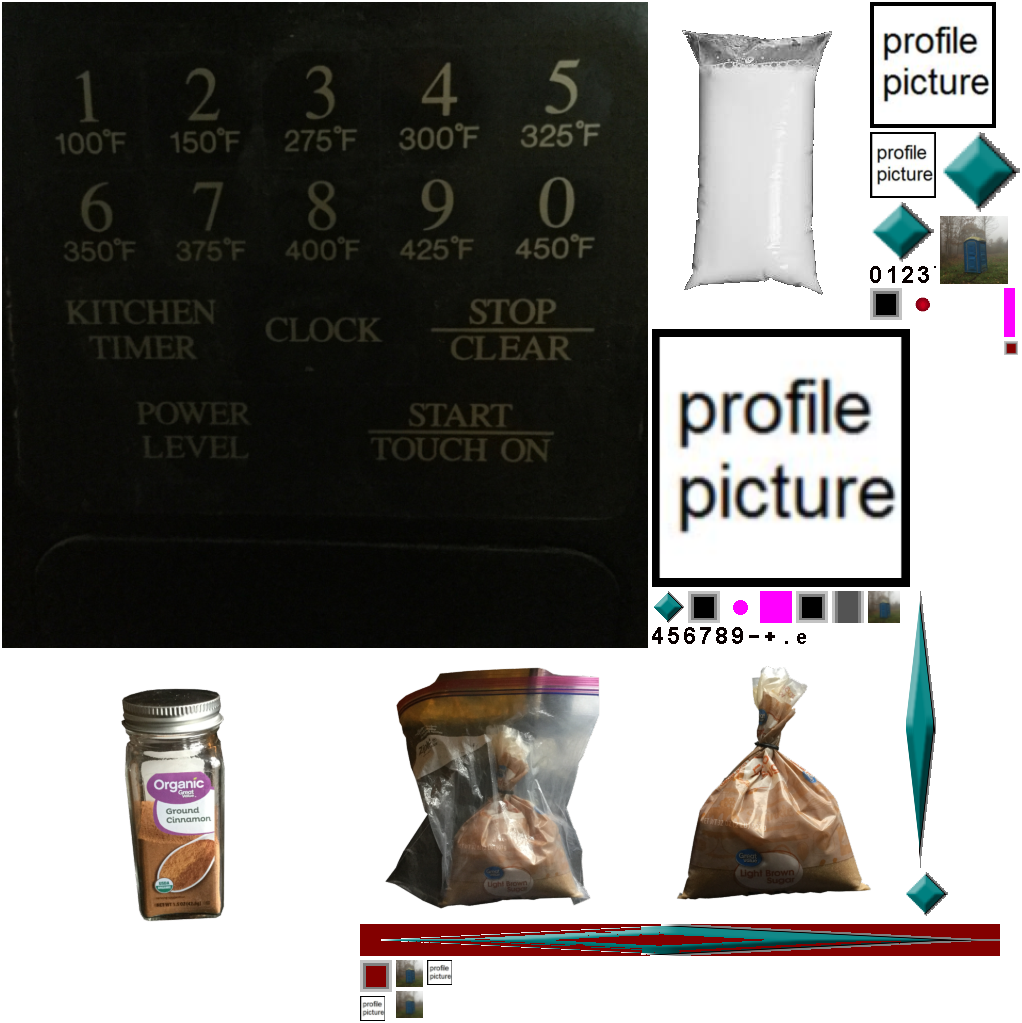 1 2 3 4 5
100°F 150°F 275°F 300°F 325°F
6 7 8 9 0
350°F 375°F 400°F 425°F 450°F
KITCHEN
TIMER
CLOCK
STOP
CLEAR
POWER
LEVEL
START
TOUCH ON
profile
picture
profile
picture
0123
profile
picture
456789-+.e
Organic
Great Value
Ground
Cinnamon
Great Value
Light Brown
Sugar
Great Value
Light Brown
Sugar
profile
picture
profile
picture